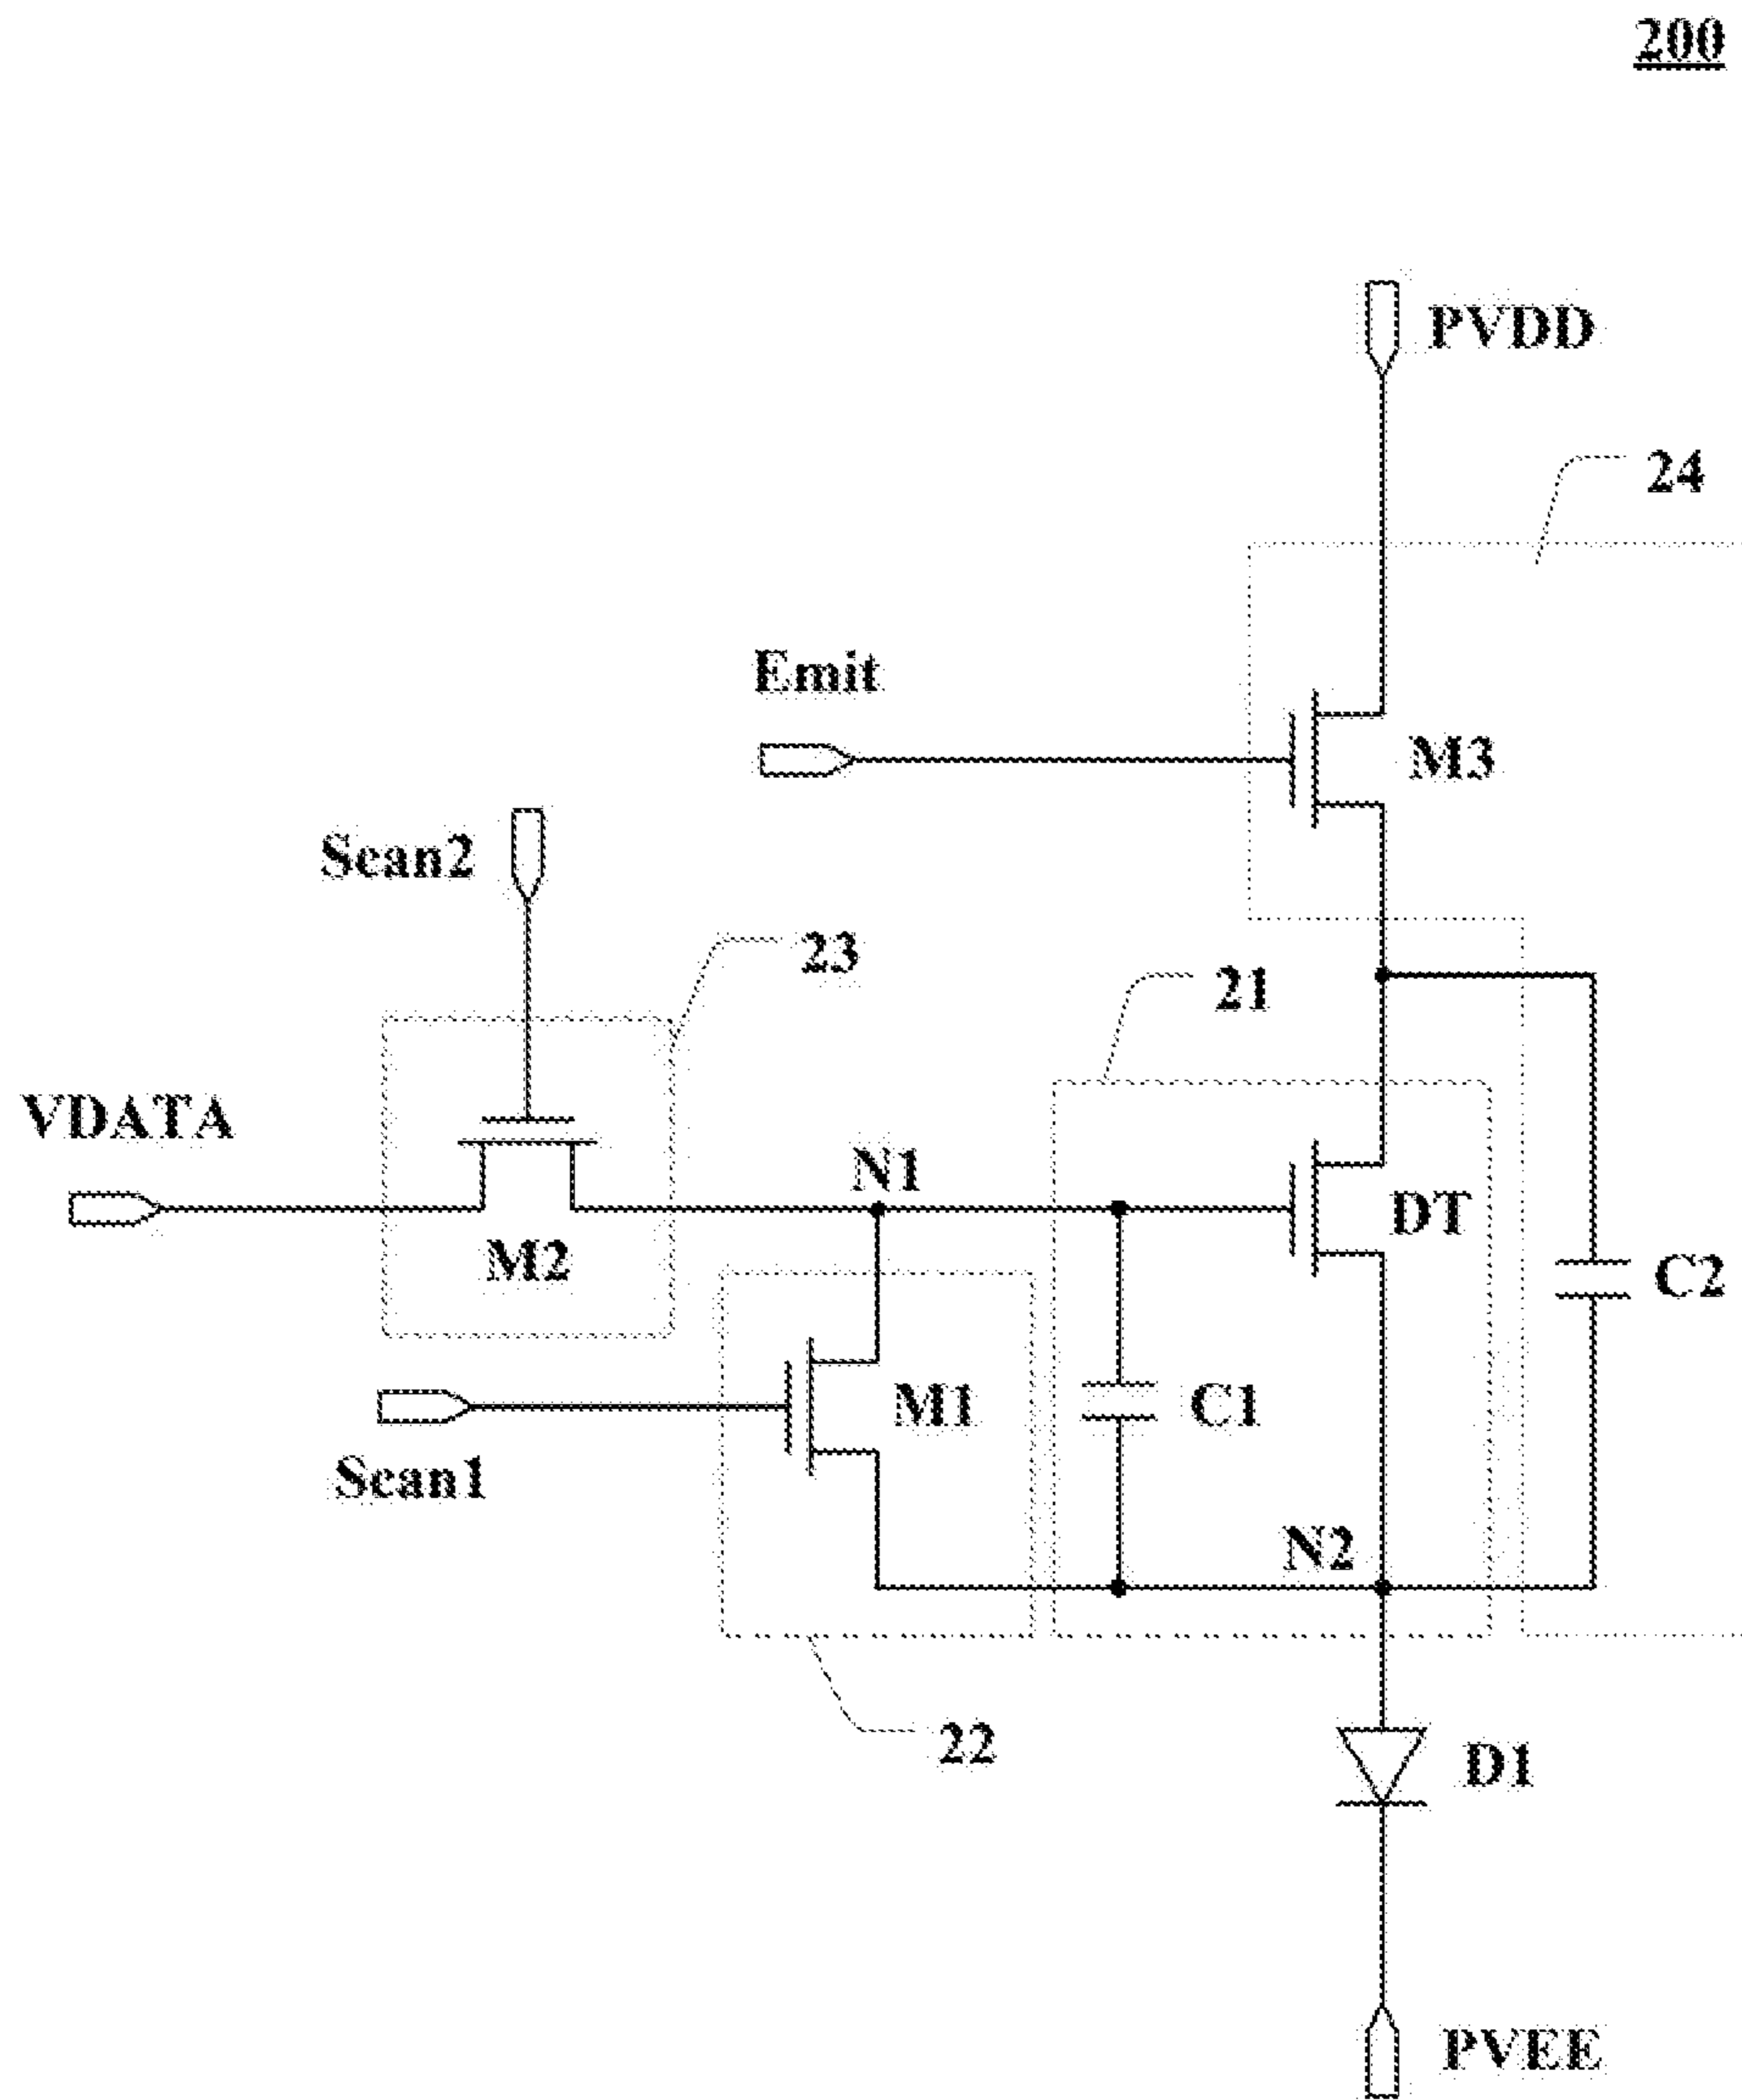 200
PVDD
24
Emit
M3
Scan2
23
21
VDATA
N1
DT
M2
C2
M1
C1
Scan1
N2
22
D1
PVEE